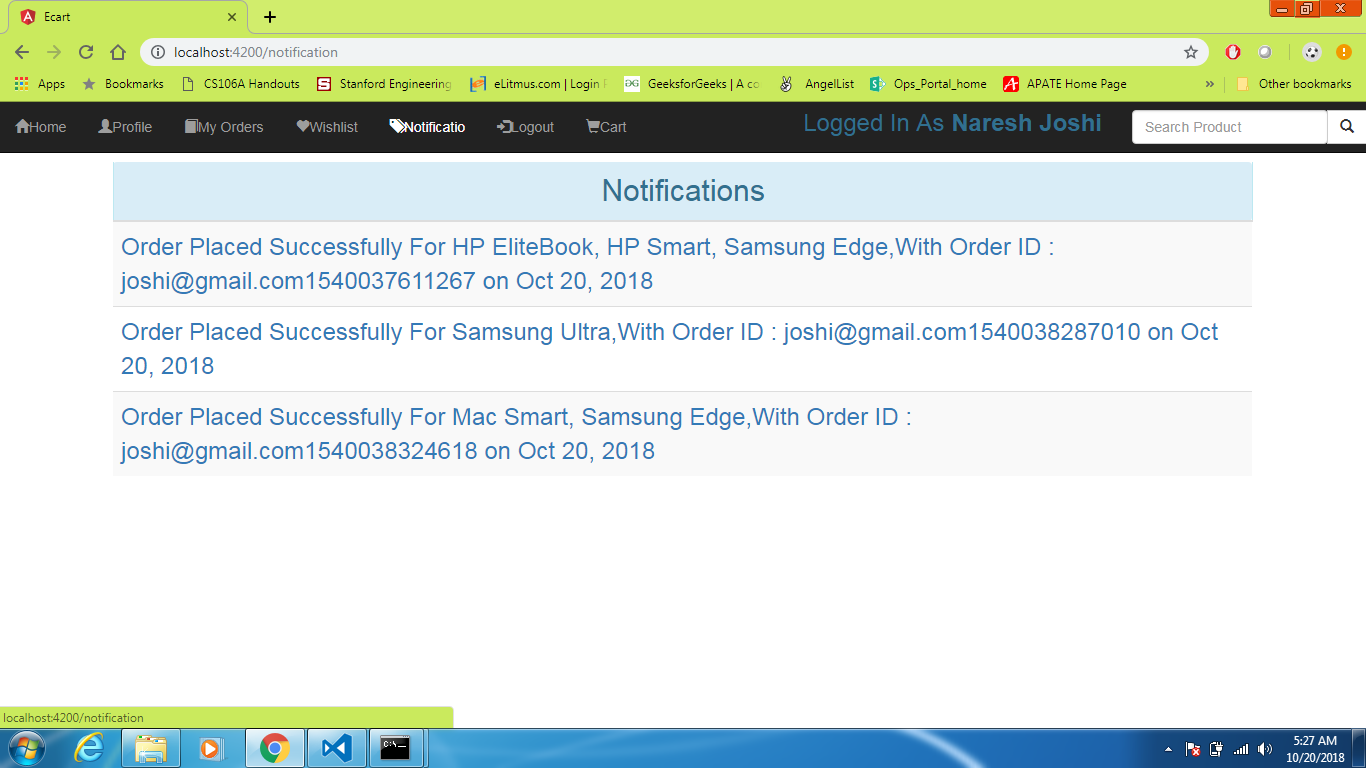 Ecart
localhost:4200/notification
Apps Bookmarks CS106A Handouts Stanford Engineering eLitmus.com | Login GeeksforGeeks | A co AngelList Ops_Portal_home APATE Home Page » Other bookmarks
Home Profile My Orders Wishlist Notificatio Logout Cart Logged In As Naresh Joshi Search Product
Notifications
Order Placed Successfully For HP EliteBook, HP Smart, Samsung Edge,With Order ID :
joshi@gmail.com1540037611267 on Oct 20, 2018
Order Placed Successfully For Samsung Ultra,With Order ID : joshi@gmail.com1540038287010 on Oct
20, 2018
Order Placed Successfully For Mac Smart, Samsung Edge,With Order ID :
joshi@gmail.com1540038324618 on Oct 20, 2018
localhost:4200/notification
5:27 AM
10/20/2018